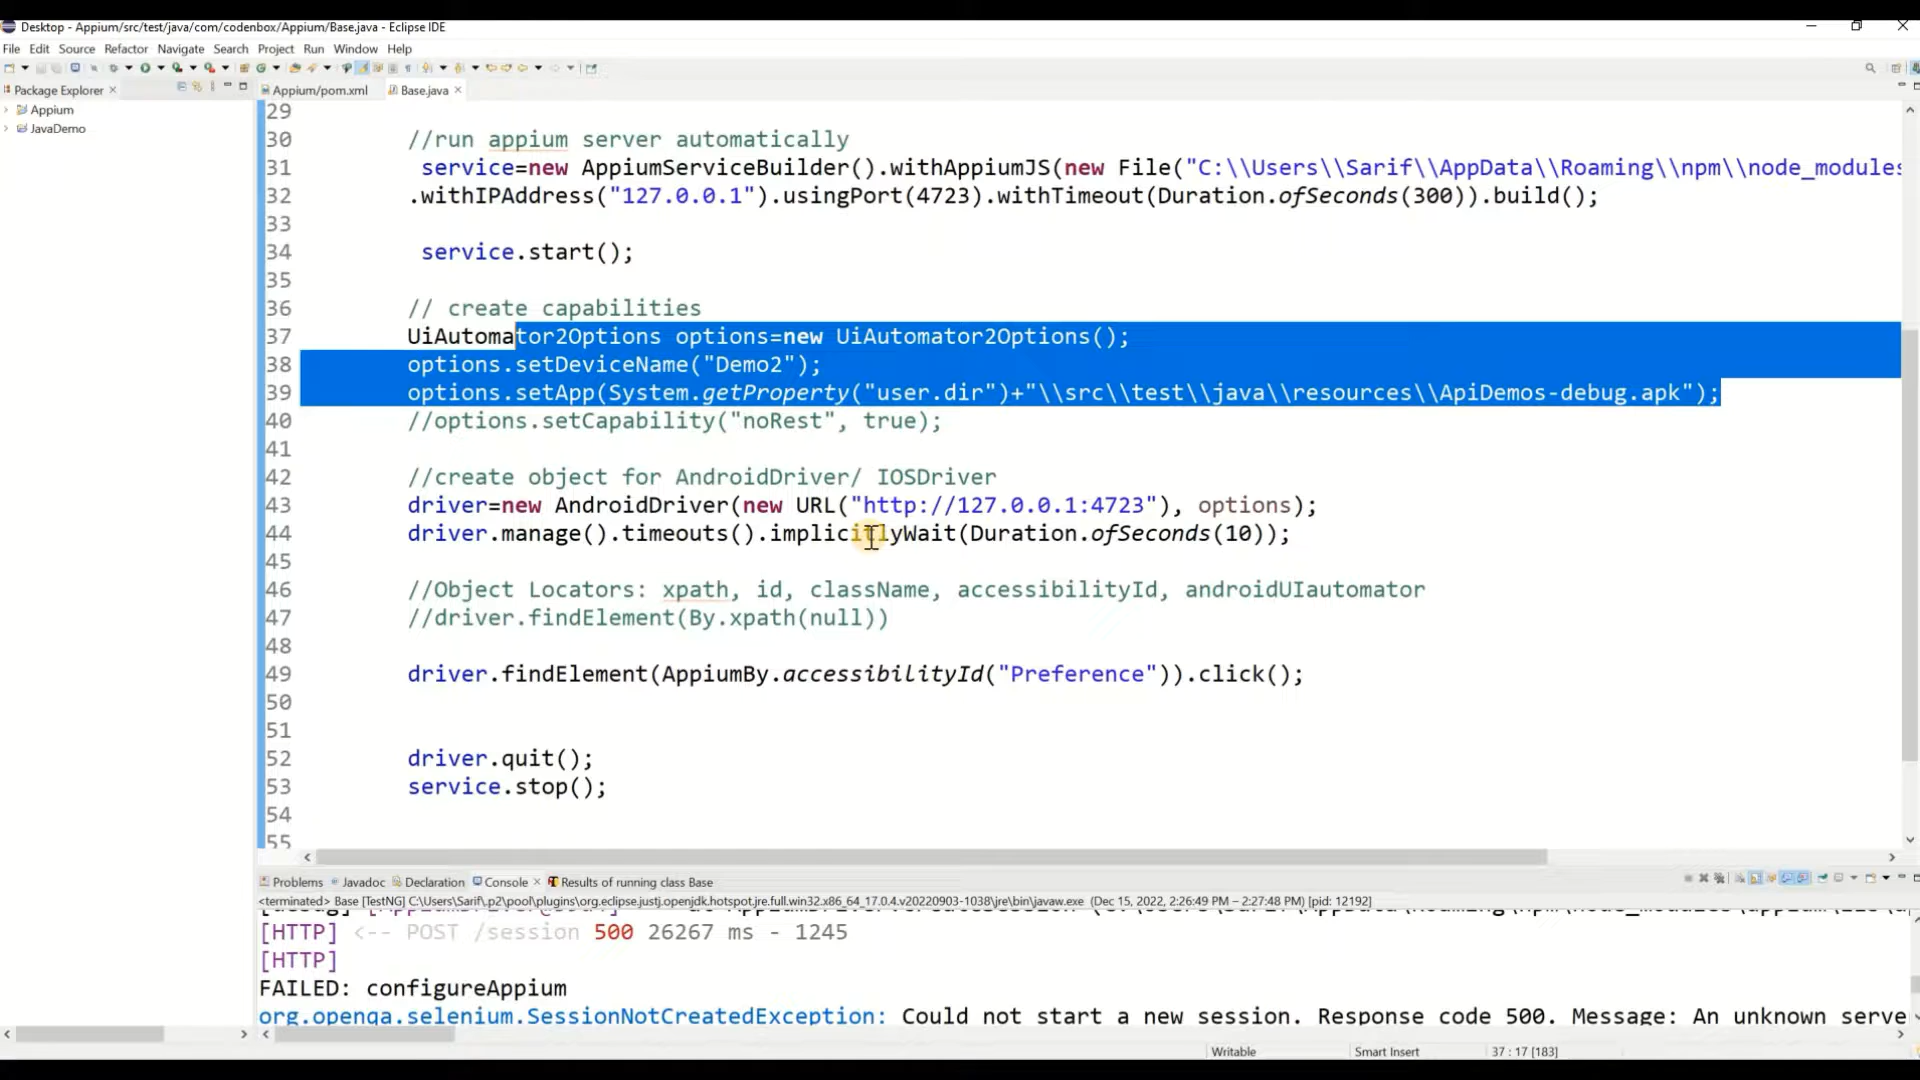 Desktop - Appium/src/test/java/com/codenbox/Appium/Base.java - Eclipse IDE
File Edit Source Refactor Navigate Search Project Run Window Help
Package Explorer
Appium/pom.xml
Base.java
Appium
JavaDemo
29
30 //run appium server automatically
31 service=new AppiumServiceBuilder().withAppiumJS(new File("C:\\Users\\Sarif\\AppData\\Roaming\\npm\\node_modules
32 .withIPAddress("127.0.0.1").usingPort(4723).withTimeout(Duration.ofSeconds(300)).build();
33
34 service.start();
35
36 // create capabilities
37 UiAutomator2Options options=new UiAutomator2Options();
38 options.setDeviceName("Demo2");
39 options.setApp(System.getProperty("user.dir")+"\\src\\test\\java\\resources\\ApiDemos-debug.apk");
40 //options.setCapability("noRest", true);
41
42 //create object for AndroidDriver/ IOSDriver
43 driver=new AndroidDriver(new URL("http://127.0.0.1:4723"), options);
44 driver.manage().timeouts().implicitlyWait(Duration.ofSeconds(10));
45
46 //Object Locators: xpath, id, className, accessibilityId, androidUIautomator
47 //driver.findElement(By.xpath(null))
48
49 driver.findElement(AppiumBy.accessibilityId("Preference")).click();
50
51
52 driver.quit();
53 service.stop();
54
55
Problems Javadoc Declaration Console Results of running class Base
<terminated> Base [TestNG] C:\Users\Sarif\.p2\pool\plugins\org.eclipse.justj.openjdk.hotspot.jre.full.win32.x86_64_17.0.4.v20220903-1038\jre\bin\javaw.exe (Dec 15, 2022, 2:26:49 PM – 2:27:48 PM) [pid: 12192]
[HTTP] <-- POST /session 500 26267 ms - 1245
[HTTP]
FAILED: configureAppium
org.openqa.selenium.SessionNotCreatedException: Could not start a new session. Response code 500. Message: An unknown serve
Writable Smart Insert 37 : 17 [183]